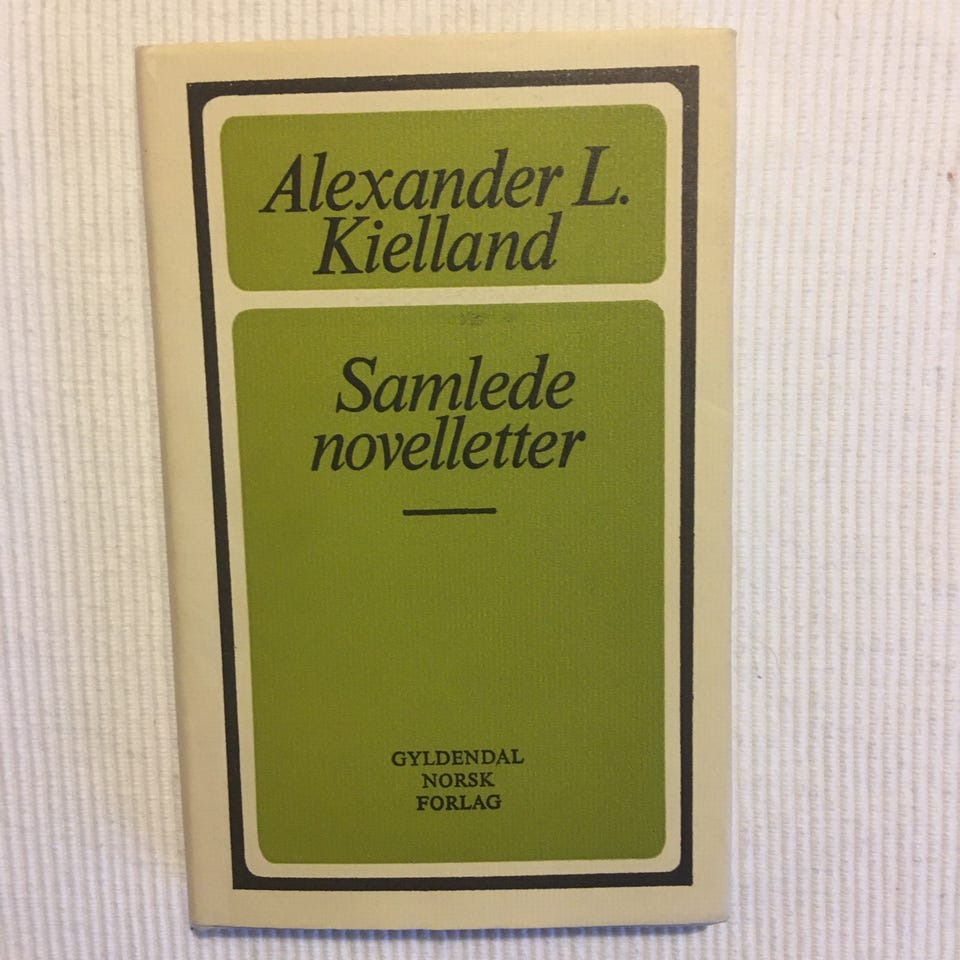 Alexander L.
Kielland
Samlede
novelletter
GYLDENDAL
NORSK
FORLAG